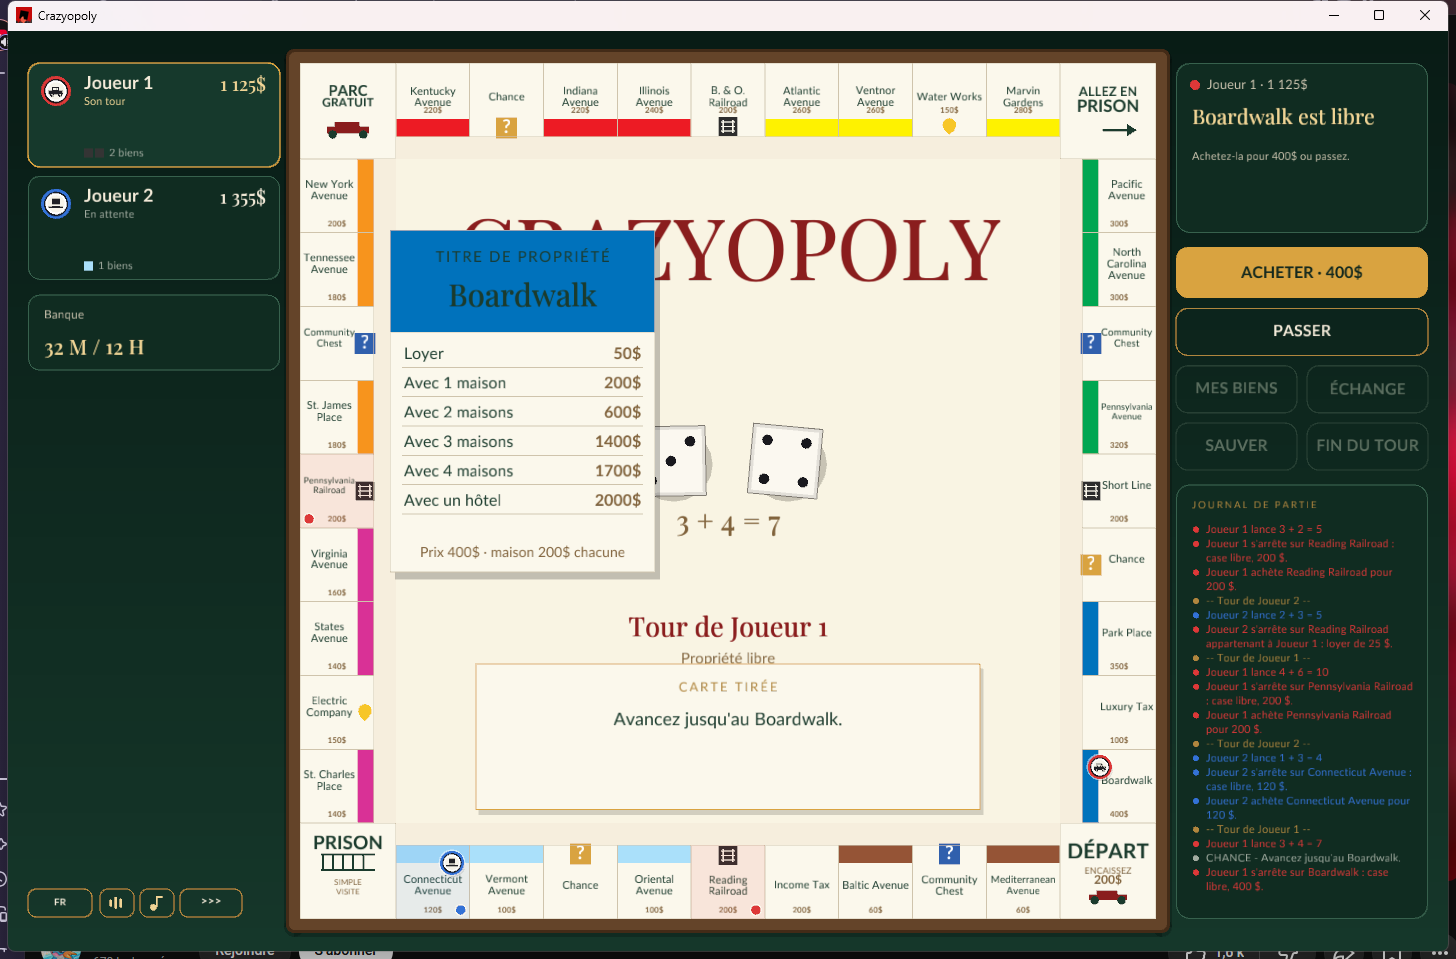 Crazyopoly
Joueur 1
1 125$
Son tour
2 biens
Joueur 2
1 355$
En attente
1 biens
Banque
32 M / 12 H
FR
>>>
PARC
GRATUIT
Kentucky
Avenue
220$
Chance
?
Indiana
Avenue
220$
Illinois
Avenue
240$
B. & O.
Railroad
200$
Atlantic
Avenue
260$
Ventnor
Avenue
260$
Water Works
150$
Marvin
Gardens
280$
ALLEZ EN
PRISON
New York
Avenue
200$
Tennessee
Avenue
180$
Community
Chest
?
St. James
Place
180$
Pennsylvania
Railroad
200$
Virginia
Avenue
160$
States
Avenue
140$
Electric
Company
150$
St. Charles
Place
140$
CRAZYOPOLY
TITRE DE PROPRIÉTÉ
Boardwalk
Loyer 50$
Avec 1 maison 200$
Avec 2 maisons 600$
Avec 3 maisons 1400$
Avec 4 maisons 1700$
Avec un hôtel 2000$
Prix 400$ · maison 200$ chacune
3 + 4 = 7
Tour de Joueur 1
Propriété libre
CARTE TIRÉE
Avancez jusqu'au Boardwalk.
Pacific
Avenue
300$
North
Carolina
Avenue
300$
?
Community
Chest
Pennsylvania
Avenue
320$
Short Line
200$
?
Chance
Park Place
350$
Luxury Tax
100$
Boardwalk
400$
PRISON
SIMPLE
VISITE
Connecticut
Avenue
120$
Vermont
Avenue
100$
?
Chance
Oriental
Avenue
100$
Reading
Railroad
200$
Income Tax
200$
Baltic Avenue
60$
?
Community
Chest
Mediterranean
Avenue
60$
DÉPART
ENCAISSEZ
200$
Joueur 1 · 1 125$
Boardwalk est libre
Achetez-la pour 400$ ou passez.
ACHETER · 400$
PASSER
MES BIENS
ÉCHANGE
SAUVER
FIN DU TOUR
JOURNAL DE PARTIE
Joueur 1 lance 3 + 2 = 5
Joueur 1 s'arrête sur Reading Railroad :
case libre, 200 $.
Joueur 1 achète Reading Railroad pour
200 $.
-- Tour de Joueur 2 --
Joueur 2 lance 2 + 3 = 5
Joueur 2 s'arrête sur Reading Railroad
appartenant à Joueur 1 : loyer de 25 $.
-- Tour de Joueur 1 --
Joueur 1 lance 4 + 6 = 10
Joueur 1 s'arrête sur Pennsylvania Railroad
: case libre, 200 $.
Joueur 1 achète Pennsylvania Railroad
pour 200 $.
-- Tour de Joueur 2 --
Joueur 2 lance 1 + 3 = 4
Joueur 2 s'arrête sur Connecticut Avenue :
case libre, 120 $.
Joueur 2 achète Connecticut Avenue pour
120 $.
-- Tour de Joueur 1 --
Joueur 1 lance 3 + 4 = 7
CHANCE - Avancez jusqu'au Boardwalk.
Joueur 1 s'arrête sur Boardwalk : case
libre, 400 $.
Rejoindre
S'abonner
1,6 k